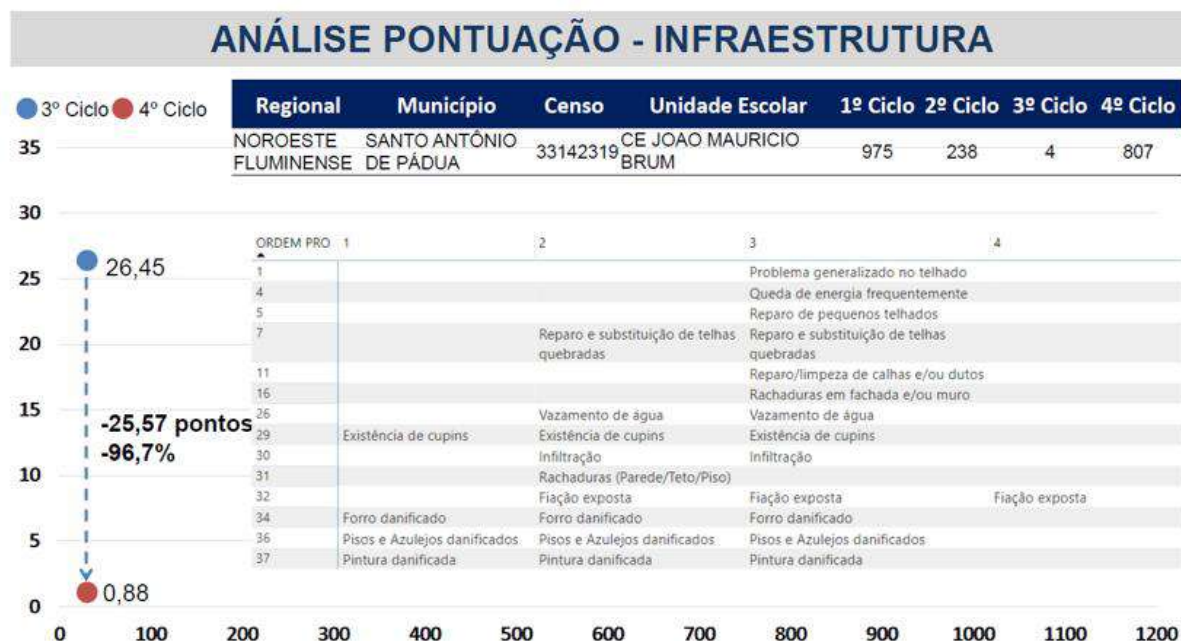 ANÁLISE PONTUAÇÃO - INFRAESTRUTURA
3º Ciclo 4º Ciclo
Regional Município Censo Unidade Escolar 1º Ciclo 2º Ciclo 3º Ciclo 4º Ciclo
NOROESTE FLUMINENSE SANTO ANTÔNIO DE PÁDUA 33142319 CE JOAO MAURICIO BRUM 975 238 4 807
35
30
25
20
15
10
5
0
26,45
-25,57 pontos
-96,7%
0,88
ORDEM PRO 1 2 3 4
1 Problema generalizado no telhado
4 Queda de energia frequentemente
5 Reparo de pequenos telhados
7 Reparo e substituição de telhas quebradas Reparo e substituição de telhas quebradas
11 Reparo/limpeza de calhas e/ou dutos
16 Rachaduras em fachada e/ou muro
26 Vazamento de água Vazamento de água
29 Existência de cupins Existência de cupins Existência de cupins
30 Infiltração Infiltração
31 Rachaduras (Parede/Teto/Piso)
32 Fiação exposta Fiação exposta Fiação exposta
34 Forro danificado Forro danificado Forro danificado
36 Pisos e Azulejos danificados Pisos e Azulejos danificados Pisos e Azulejos danificados
37 Pintura danificada Pintura danificada Pintura danificada
0 100 200 300 400 500 600 700 800 900 1000 1100 1200